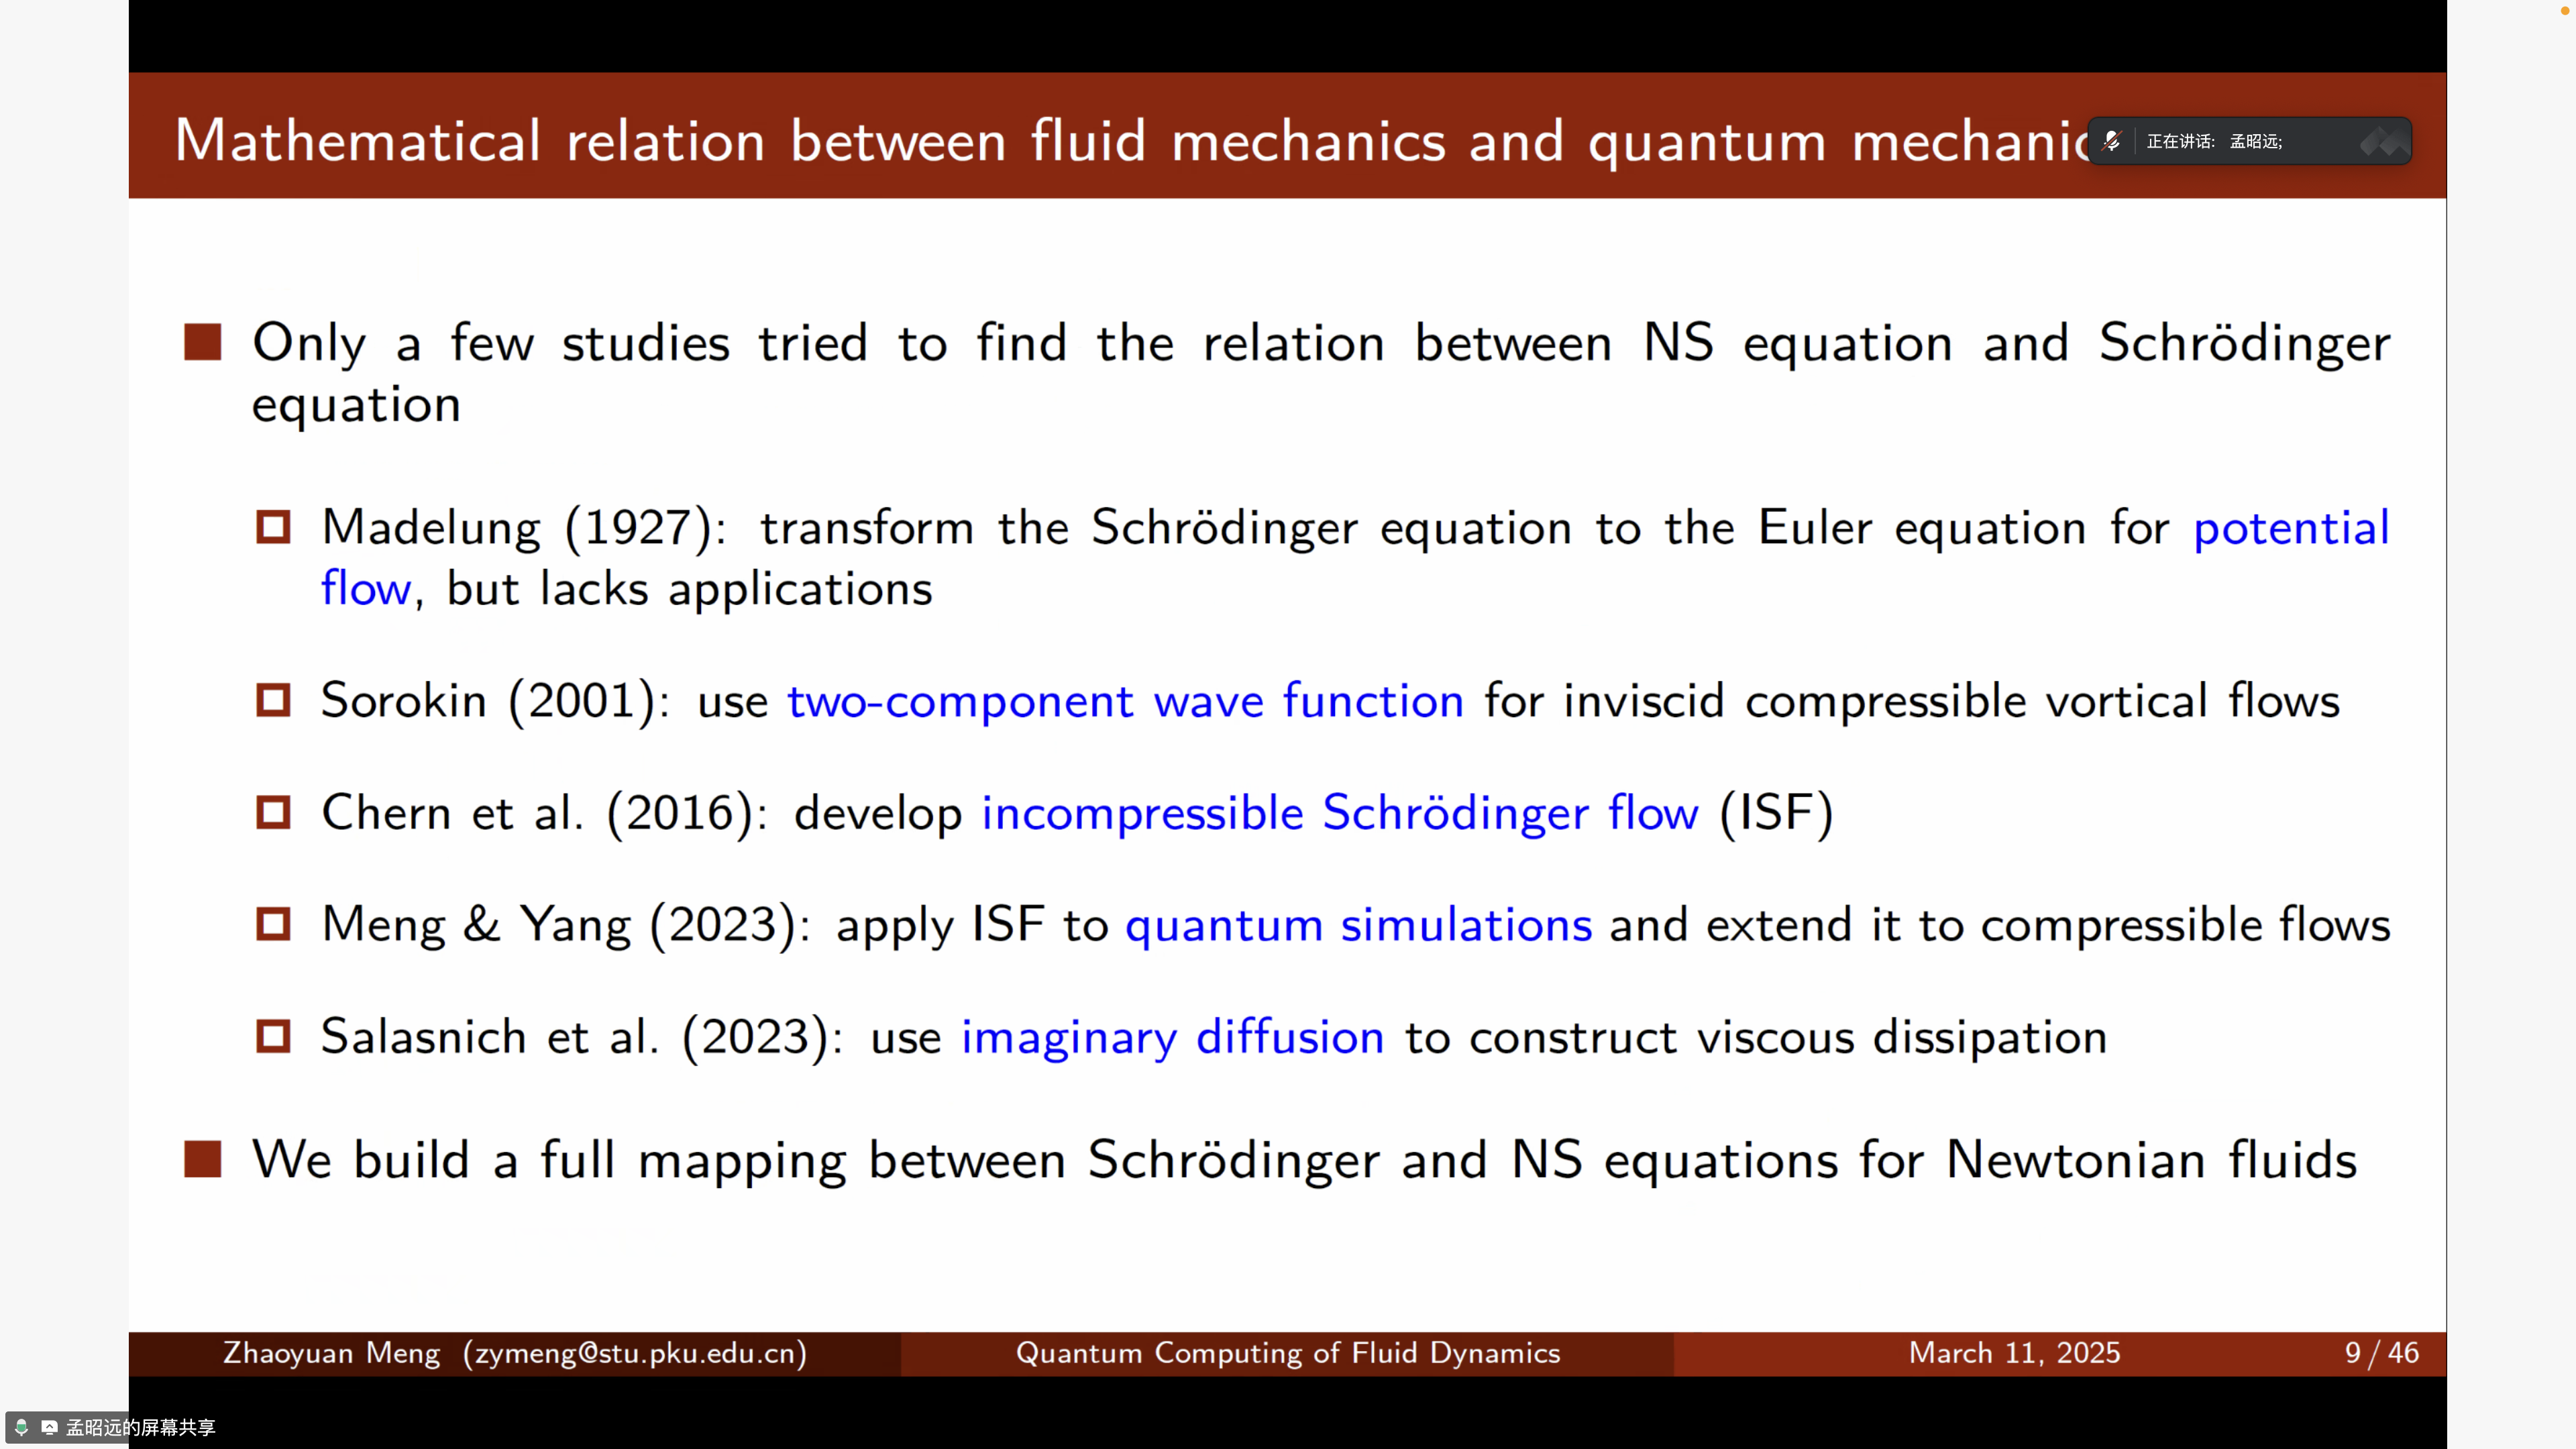 Mathematical relation between fluid mechanics and quantum mechanic
正在讲话: 孟昭远;
Only a few studies tried to find the relation between NS equation and Schrödinger
equation
Madelung (1927): transform the Schrödinger equation to the Euler equation for potential
flow, but lacks applications
Sorokin (2001): use two-component wave function for inviscid compressible vortical flows
Chern et al. (2016): develop incompressible Schrödinger flow (ISF)
Meng & Yang (2023): apply ISF to quantum simulations and extend it to compressible flows
Salasnich et al. (2023): use imaginary diffusion to construct viscous dissipation
We build a full mapping between Schrödinger and NS equations for Newtonian fluids
Zhaoyuan Meng (zymeng@stu.pku.edu.cn) Quantum Computing of Fluid Dynamics March 11, 2025 9 / 46
孟昭远的屏幕共享